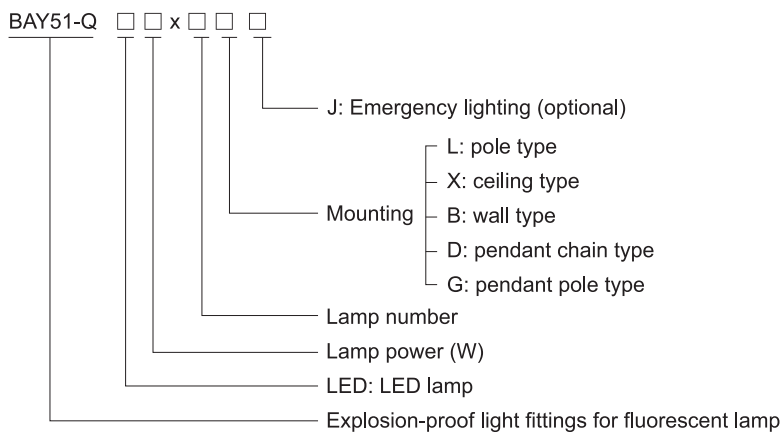 BAY51-Q □ □ x □ □ □
J: Emergency lighting (optional)
L: pole type
X: ceiling type
Mounting
B: wall type
D: pendant chain type
G: pendant pole type
Lamp number
Lamp power (W)
LED: LED lamp
Explosion-proof light fittings for fluorescent lamp